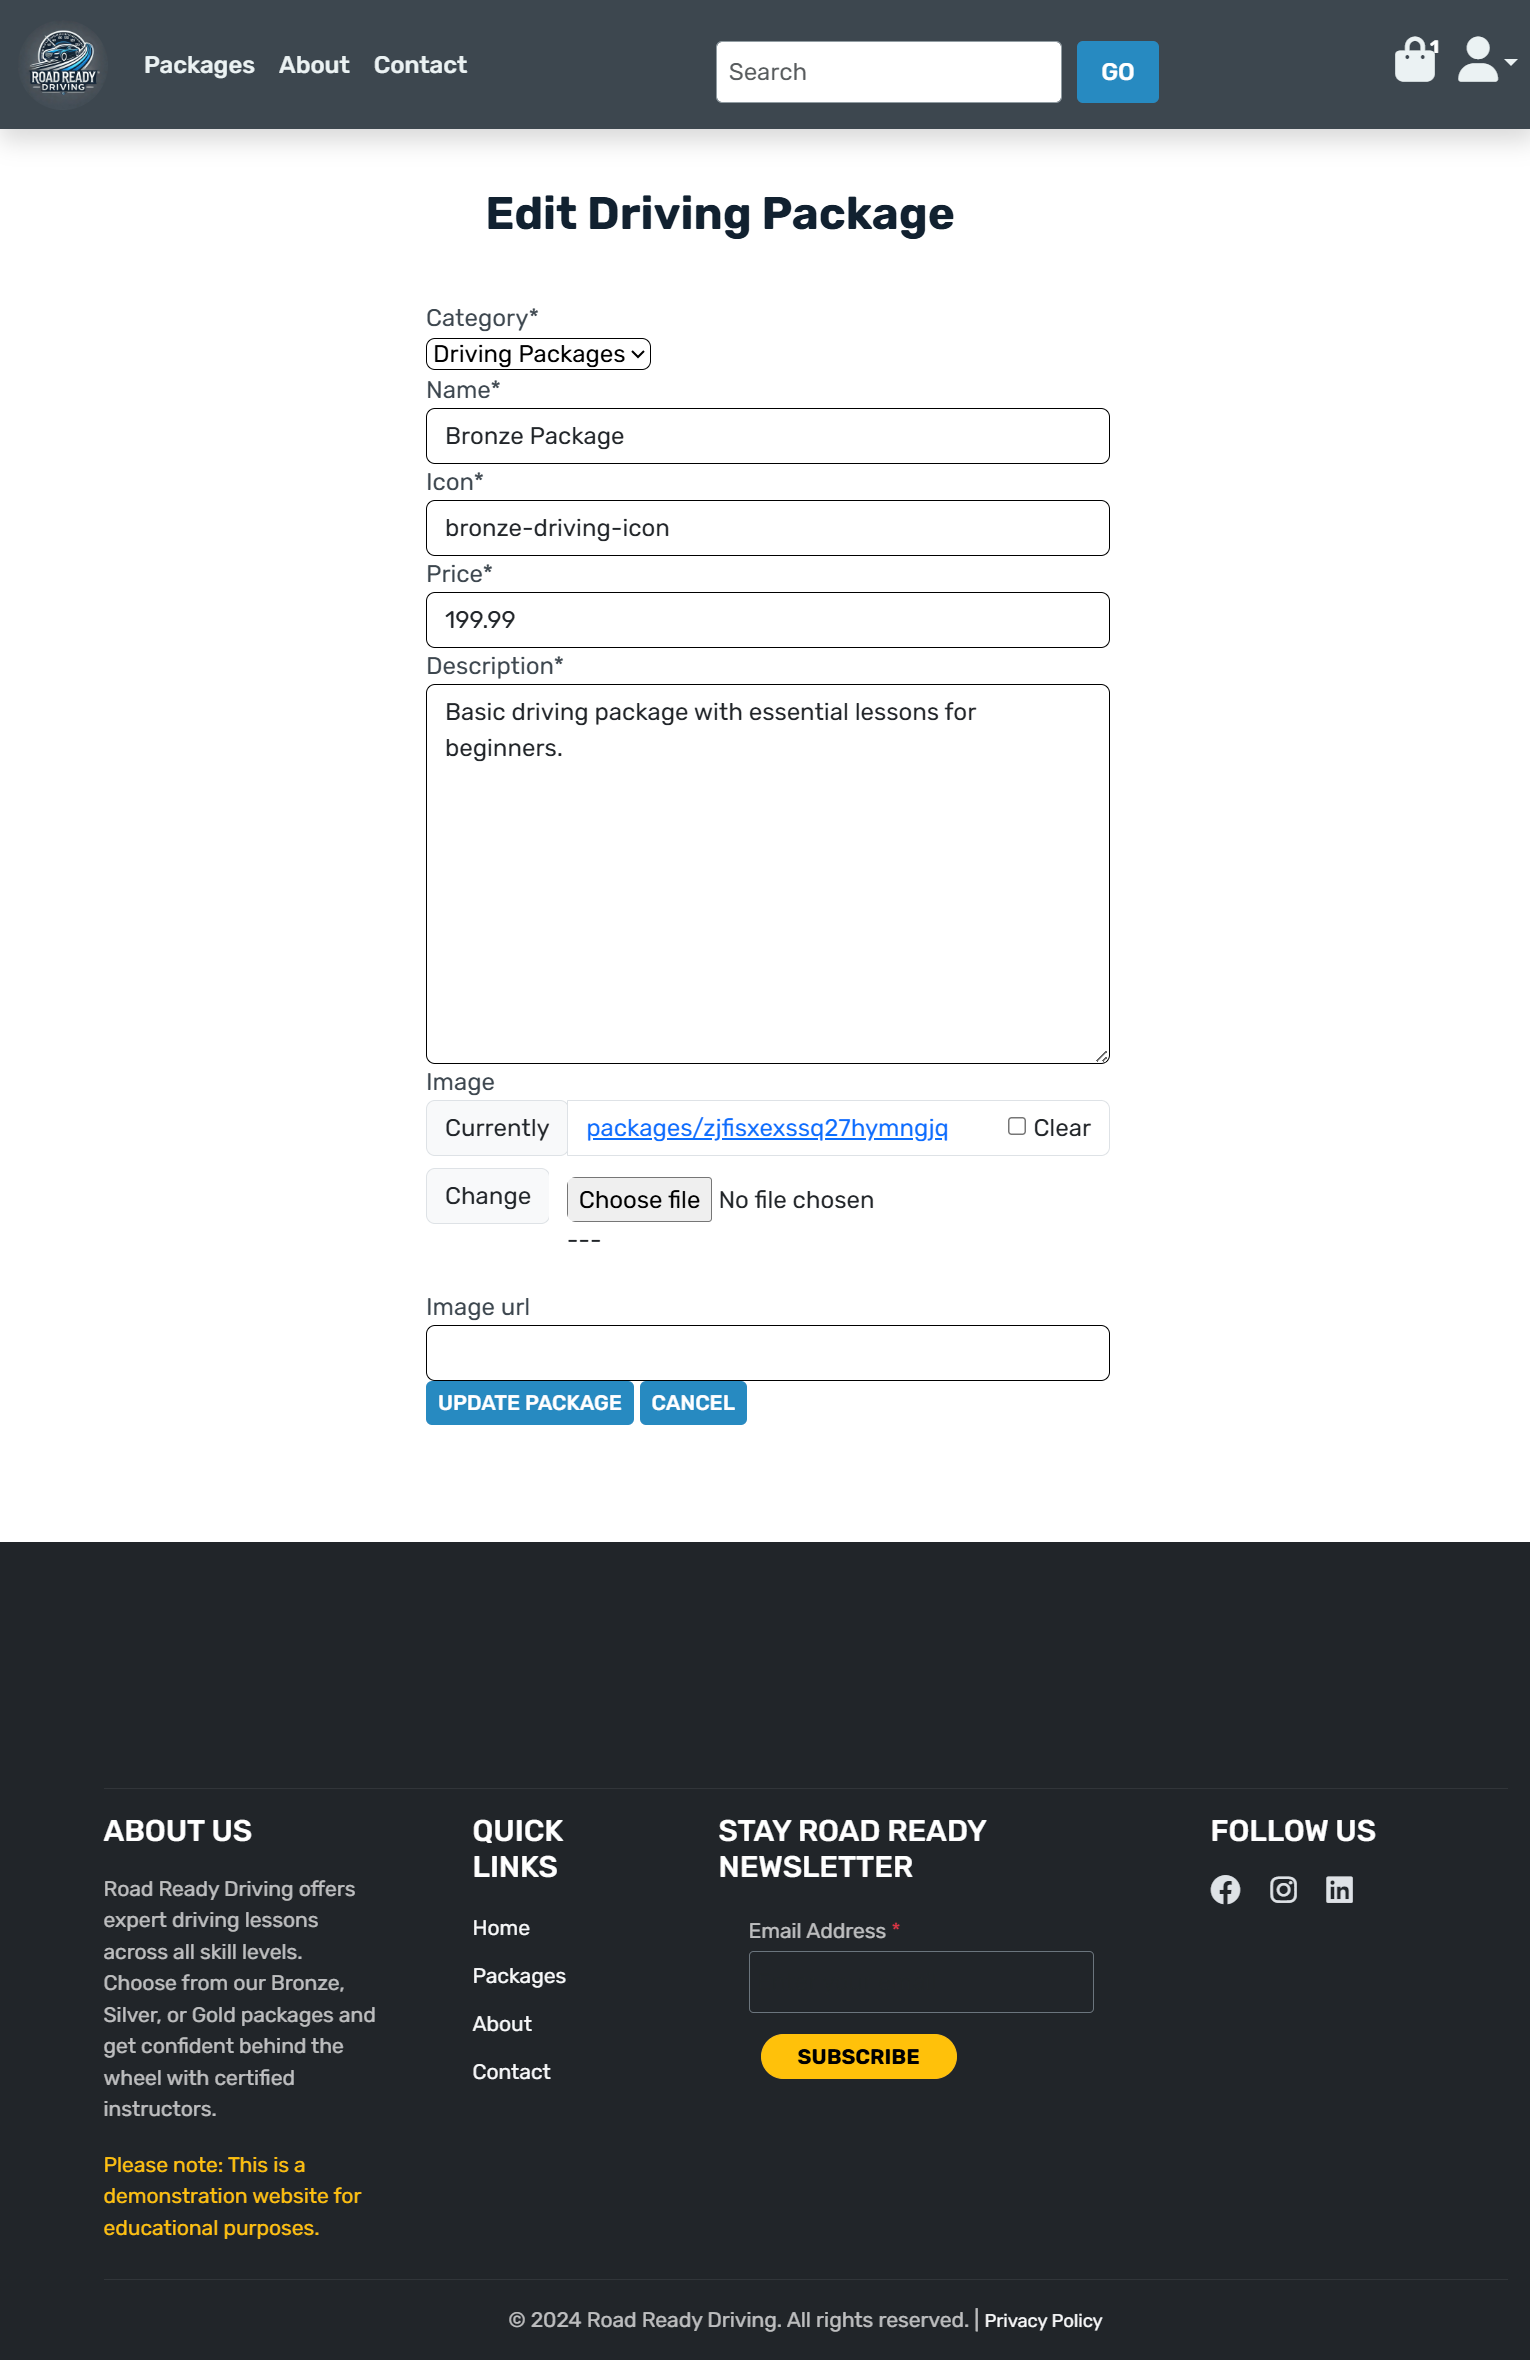 ROAD READY
DRIVING
Packages About Contact
Search
GO
1
Edit Driving Package
Category*
Driving Packages
Name*
Bronze Package
Icon*
bronze-driving-icon
Price*
199.99
Description*
Basic driving package with essential lessons for
beginners.
Image
Currently
packages/zjfisxexssq27hymngjq
Clear
Change
Choose file No file chosen
---
Image url
UPDATE PACKAGE
CANCEL
ABOUT US
Road Ready Driving offers
expert driving lessons
across all skill levels.
Choose from our Bronze,
Silver, or Gold packages and
get confident behind the
wheel with certified
instructors.
Please note: This is a
demonstration website for
educational purposes.
QUICK
LINKS
Home
Packages
About
Contact
STAY ROAD READY
NEWSLETTER
Email Address *
SUBSCRIBE
FOLLOW US
© 2024 Road Ready Driving. All rights reserved. | Privacy Policy